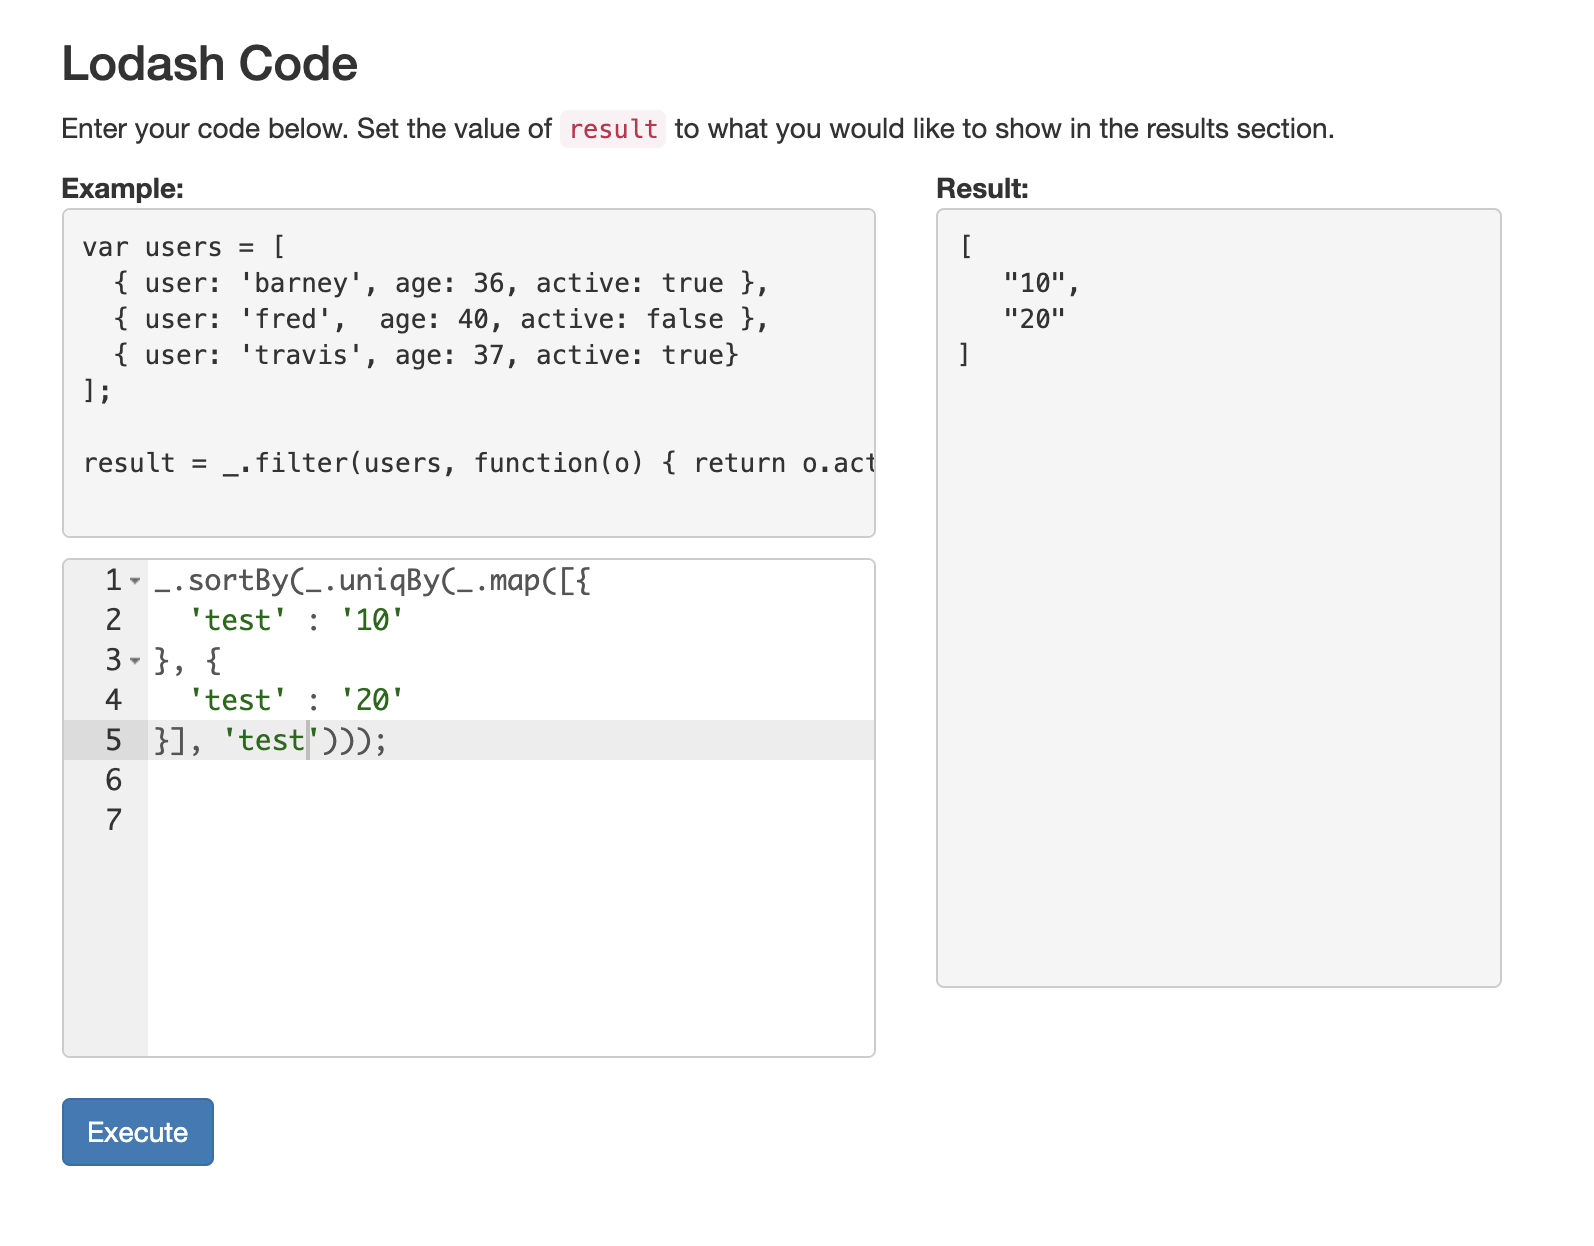 Lodash Code
Enter your code below. Set the value of result to what you would like to show in the results section.
Example:
var users = [
  { user: 'barney', age: 36, active: true },
  { user: 'fred',  age: 40, active: false },
  { user: 'travis', age: 37, active: true}
];
result = _.filter(users, function(o) { return o.act
1 _.sortBy(_.uniqBy(_.map([{
2   'test' : '10'
3 }, {
4   'test' : '20'
5 }], 'test')));
6
7
Execute
Result:
[
   "10",
   "20"
]